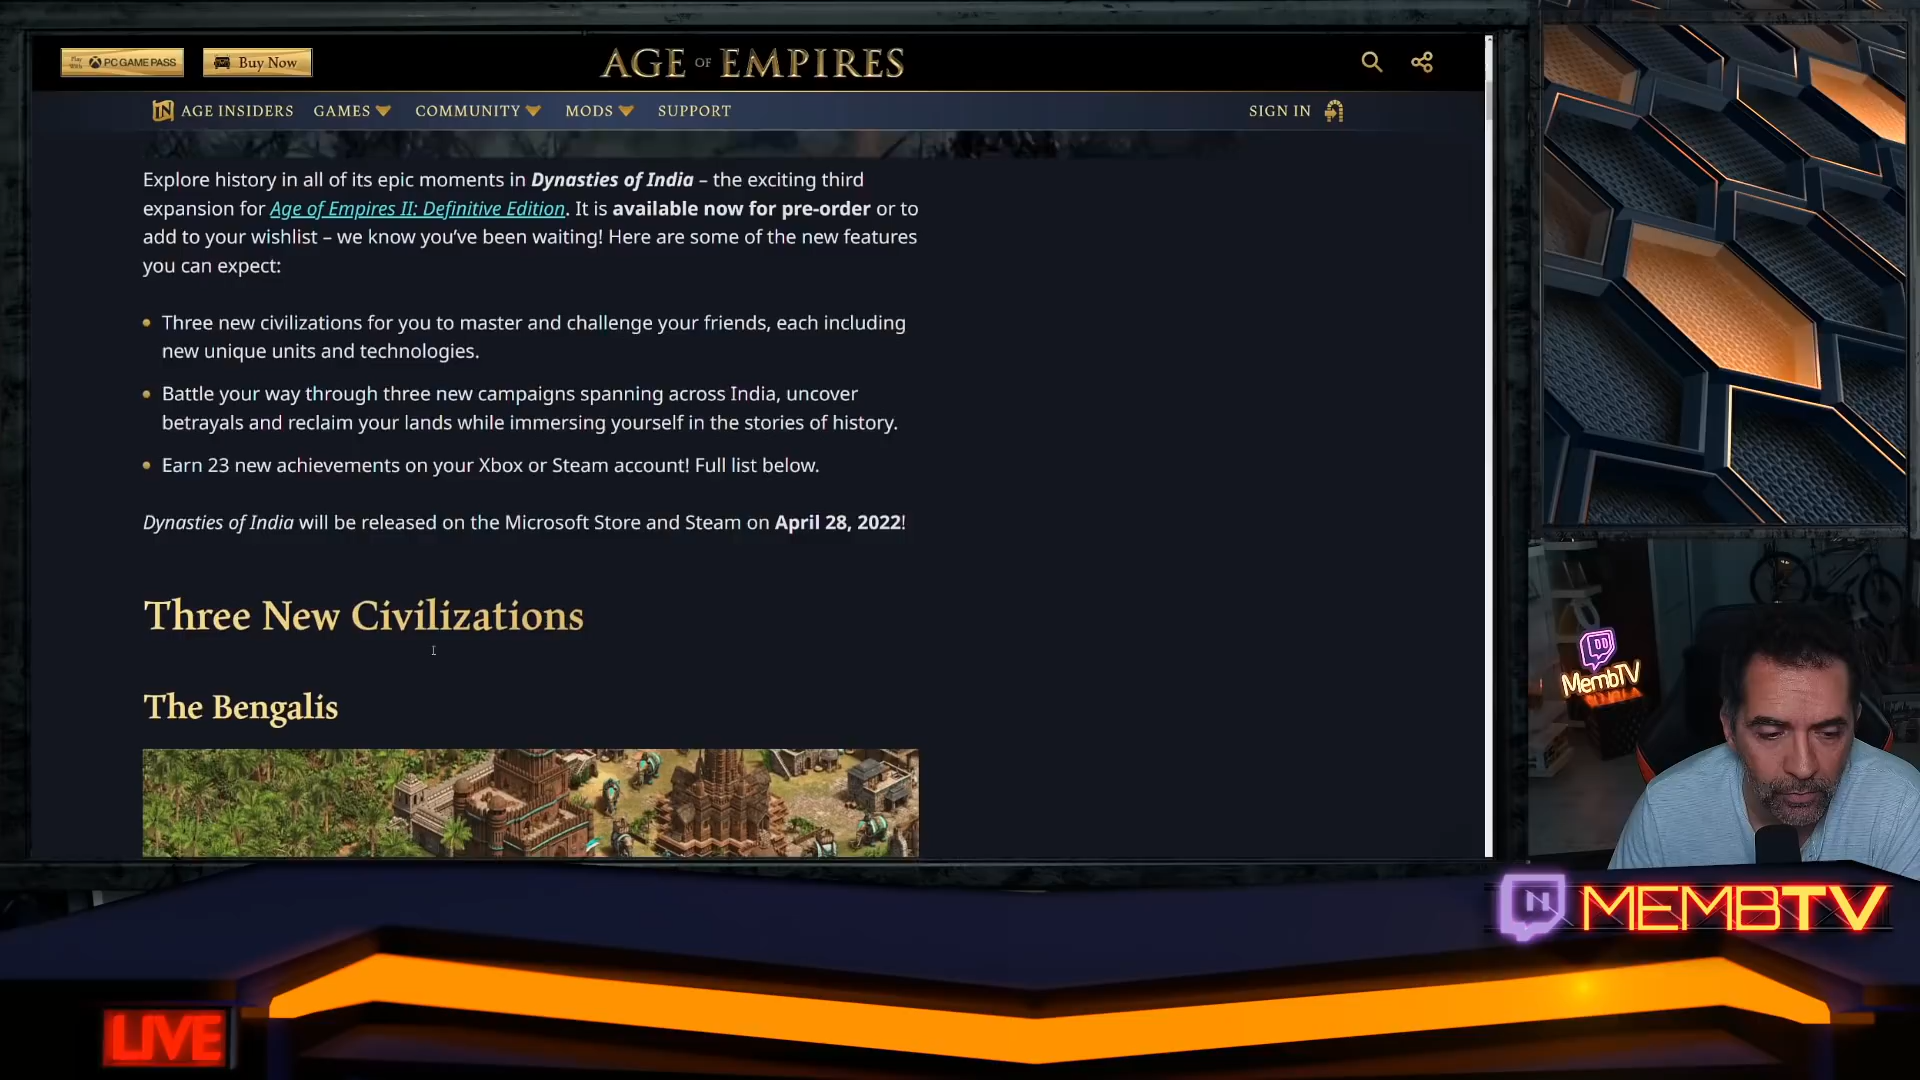 Play With PC GAME PASS
Buy Now
AGE OF EMPIRES
IN AGE INSIDERS
GAMES
COMMUNITY
MODS
SUPPORT
SIGN IN
Explore history in all of its epic moments in Dynasties of India – the exciting third
expansion for Age of Empires II: Definitive Edition. It is available now for pre-order or to
add to your wishlist – we know you’ve been waiting! Here are some of the new features
you can expect:
Three new civilizations for you to master and challenge your friends, each including
new unique units and technologies.
Battle your way through three new campaigns spanning across India, uncover
betrayals and reclaim your lands while immersing yourself in the stories of history.
Earn 23 new achievements on your Xbox or Steam account! Full list below.
Dynasties of India will be released on the Microsoft Store and Steam on April 28, 2022!
Three New Civilizations
The Bengalis
MembTV
MEMBTV
LIVE